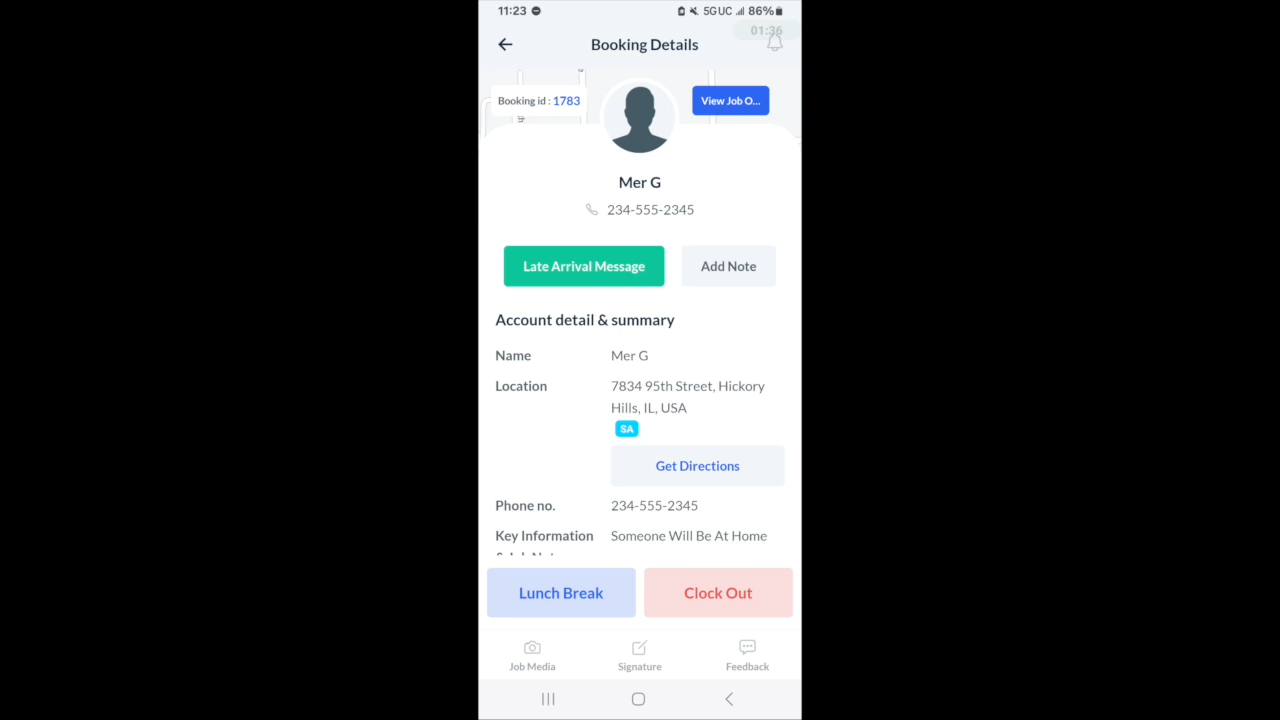 11:23 5GUC 86%
01:36
Booking Details
Booking id : 1783 View Job O...
Mer G
234-555-2345
Late Arrival Message Add Note
Account detail & summary
Name Mer G
Location 7834 95th Street, Hickory
Hills, IL, USA
SA
Get Directions
Phone no. 234-555-2345
Key Information Someone Will Be At Home
Lunch Break Clock Out
Job Media Signature Feedback